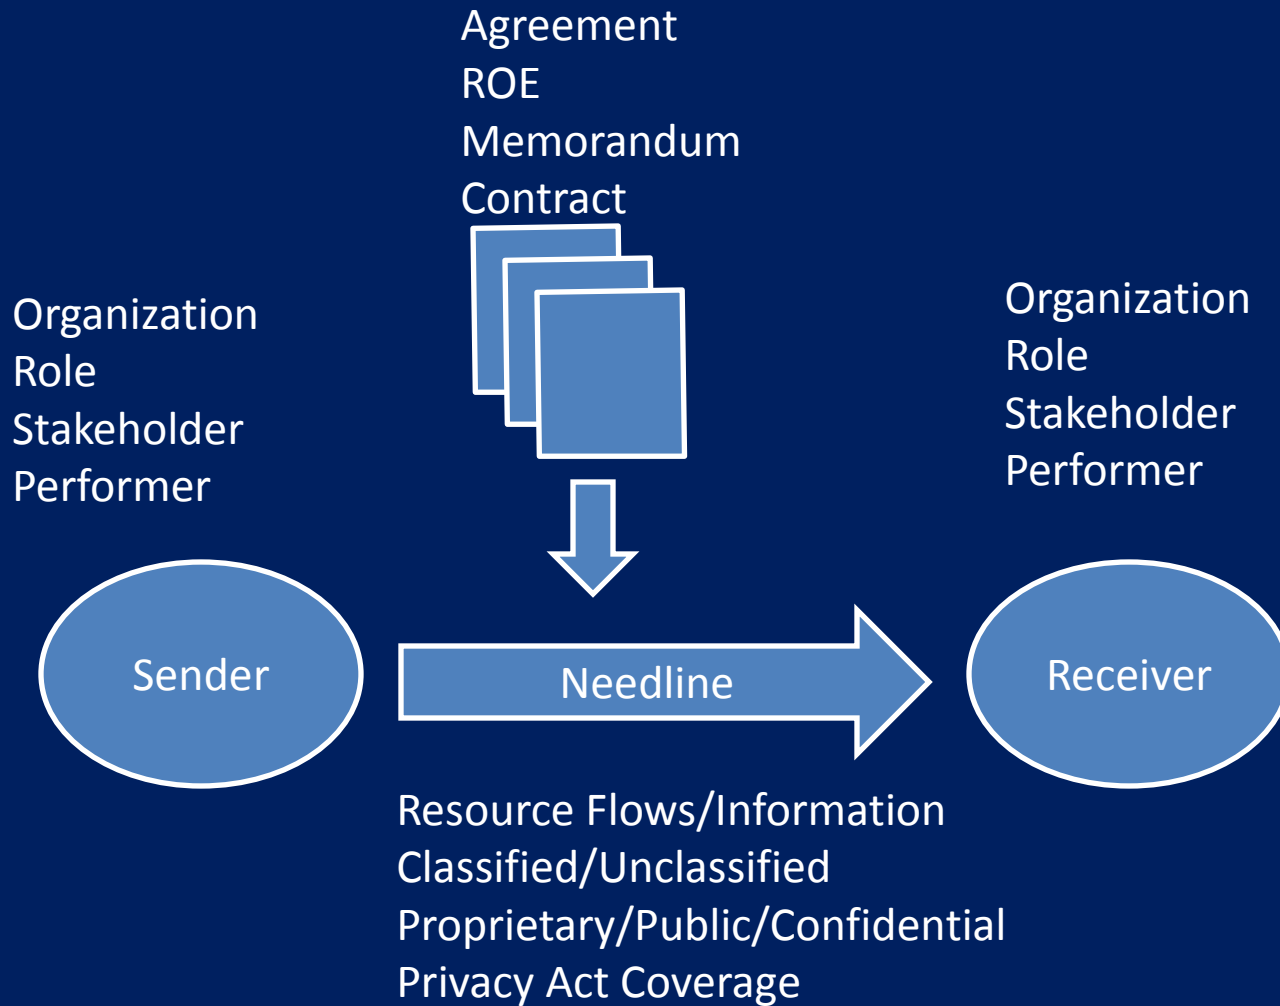 Agreement
ROE
Memorandum
Contract
Organization
Role
Stakeholder
Performer
Organization
Role
Stakeholder
Performer
Sender
Needline
Receiver
Resource Flows/Information
Classified/Unclassified
Proprietary/Public/Confidential
Privacy Act Coverage